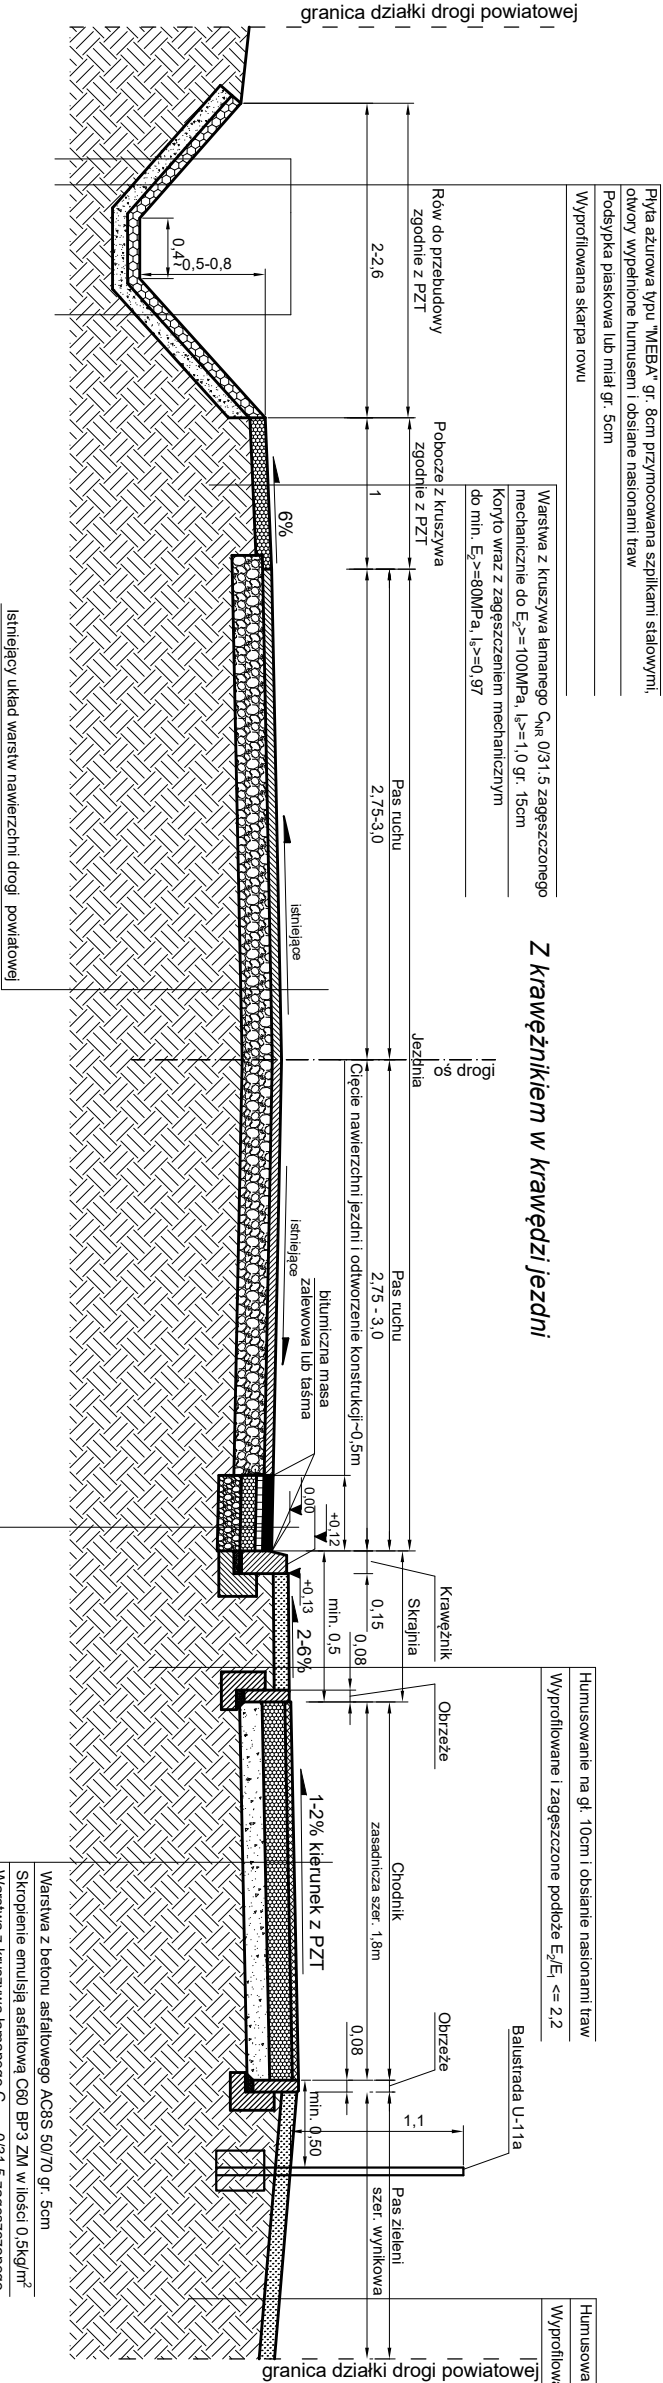 granica działki drogi powiatowej
Płyta ażurowa typu "MEBA" gr. 8cm przymocowana szpilkami stalowymi,
otwory wypełnione humusem i obsiane nasionami traw
Podsypka piaskowa lub miał gr. 5cm
Wyprofilowana skarpa rowu
Rów do przebudowy
zgodnie z PZT
2-2,6
0,4
~0,5-0,8
Warstwa z kruszywa łamanego CNR 0/31.5 zagęszczonego
mechanicznie do E2>=100MPa, Is>=1,0 gr. 15cm
Koryto wraz z zagęszczeniem mechanicznym
do min. E2>=80MPa, Is>=0,97
Pobocze z kruszywa
zgodnie z PZT
1
6%
Z krawężnikiem w krawędzi jezdni
Pas ruchu
2,75-3,0
istniejące
Istniejący układ warstw nawierzchni drogi powiatowej
Jezdnia
oś drogi
Pas ruchu
2,75 - 3,0
Cięcie nawierzchni jezdni i odtworzenie konstrukcji~0,5m
istniejące
bitumiczna masa
zalewowa lub taśma
0,00
+0,12
+0,13
Krawężnik
0,15
Skrajnia
min. 0,5
0,08
2-6%
Obrzeże
Humusowanie na gł. 10cm i obsianie nasionami traw
Wyprofilowane i zagęszczone podłoże E2/E1 <= 2,2
Chodnik
zasadnicza szer. 1,8m
1-2% kierunek z PZT
Obrzeże
0,08
Balustrada U-11a
1,1
min. 0,50
Pas zieleni
szer. wynikowa
Warstwa z betonu asfaltowego AC8S 50/70 gr. 5cm
Skropienie emulsją asfaltową C60 BP3 ZM w ilości 0,5kg/m²
Humusowa
Wyprofilowa
granica działki drogi powiatowej